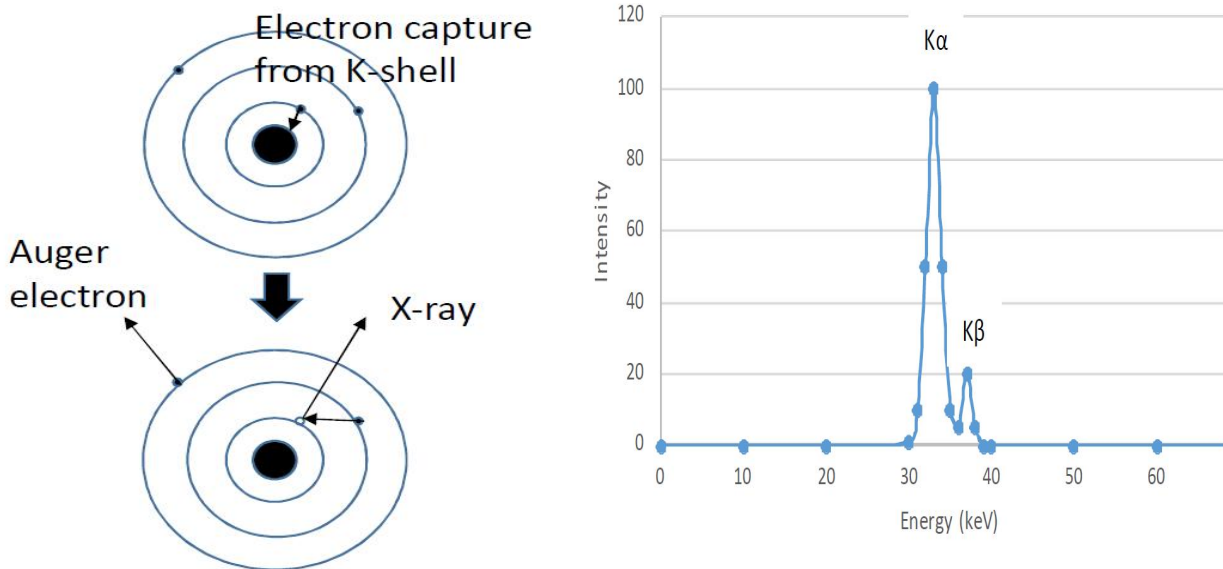 Electron capture
from K-shell
Auger
electron
X-ray
120
100
80
60
40
20
0
Intensity
Kα
Kβ
0 10 20 30 40 50 60
Energy (keV)